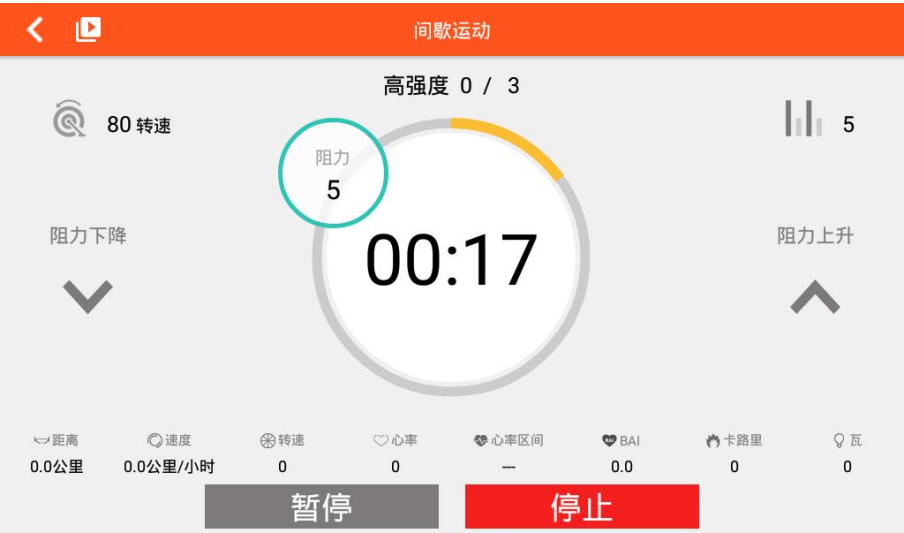 间歇运动
高强度 0 / 3
80 转速
5
阻力
5
00:17
阻力下降
阻力上升
距离 速度 转速 心率 心率区间 BAI 卡路里 瓦
0.0公里 0.0公里/小时 0 0 --- 0.0 0 0
暂停 停止